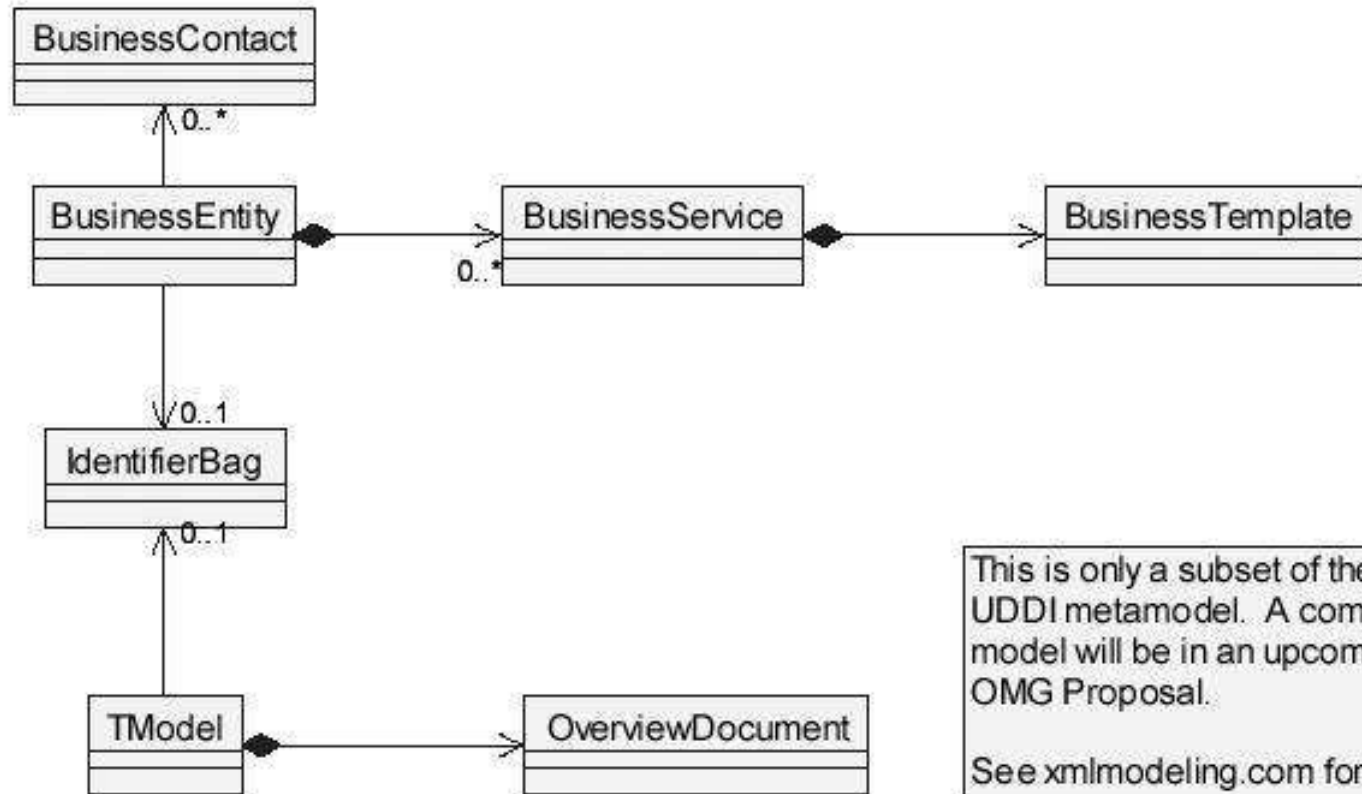 BusinessContact
0..*
BusinessEntity
BusinessService
BusinessTemplate
0..*
0..1
IdentifierBag
0..1
This is only a subset of the
UDDI metamodel. A com
model will be in an upcom
OMG Proposal.
TModel
OverviewDocument
See xmlmodeling.com for